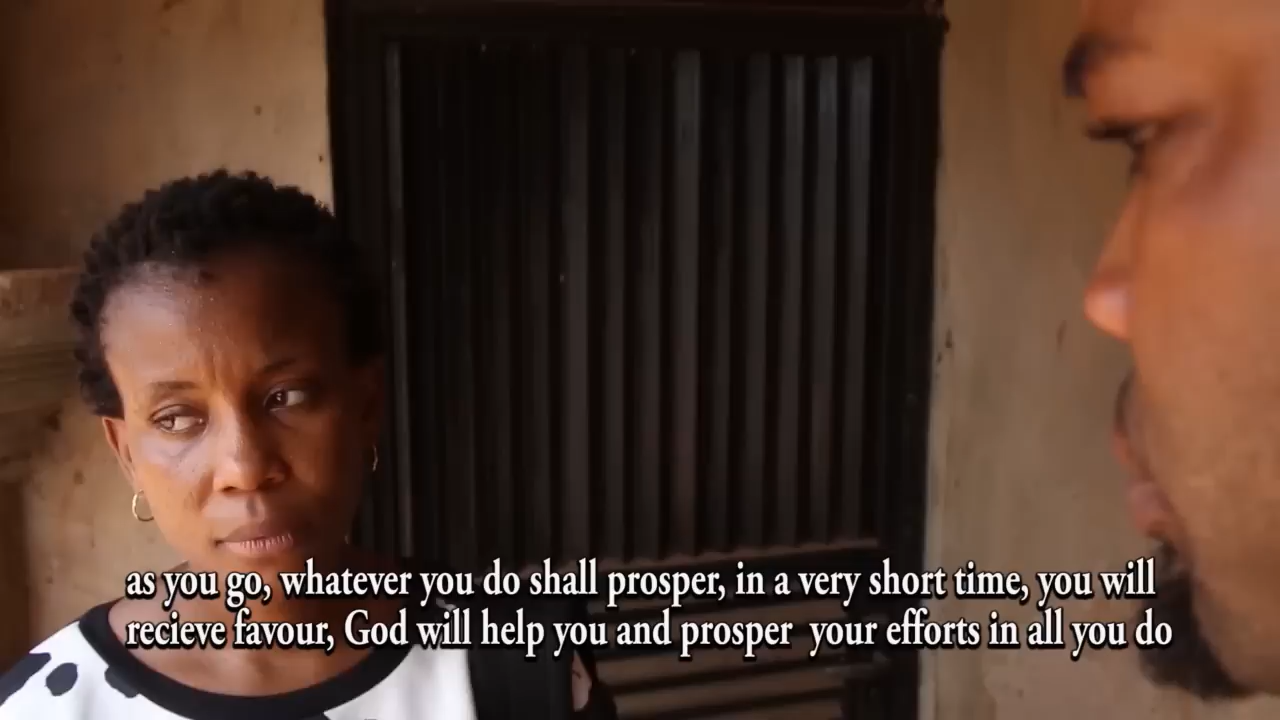 as you go, whatever you do shall prosper, in a very short time, you will
recieve favour, God will help you and prosper your efforts in all you do